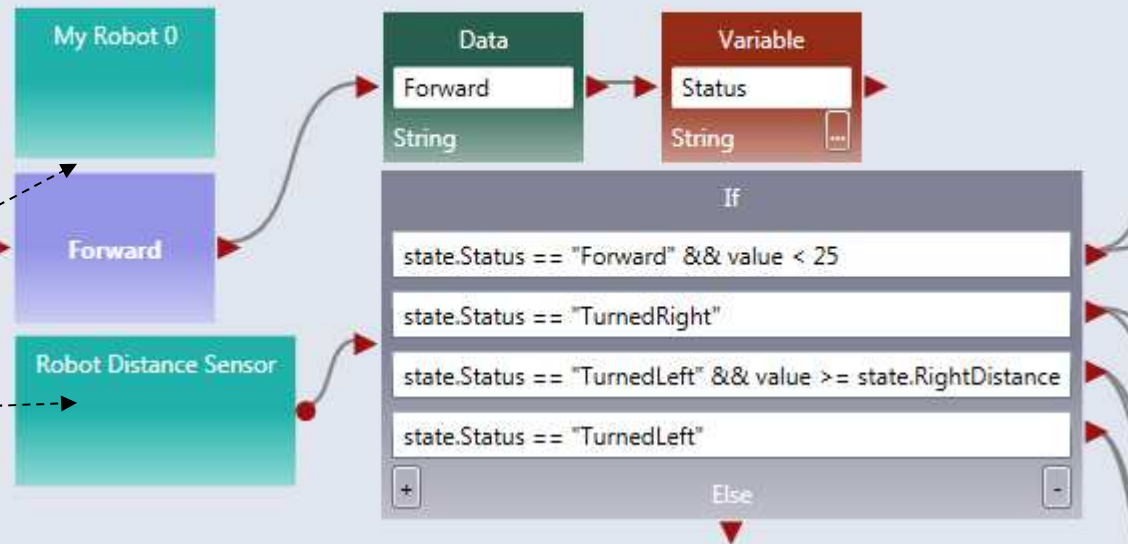 My Robot 0
Forward
Robot Distance Sensor
Data
Forward
String
Variable
Status
String
...
If
state.Status == "Forward" && value < 25
state.Status == "TurnedRight"
state.Status == "TurnedLeft" && value >= state.RightDistance
state.Status == "TurnedLeft"
+
Else
-